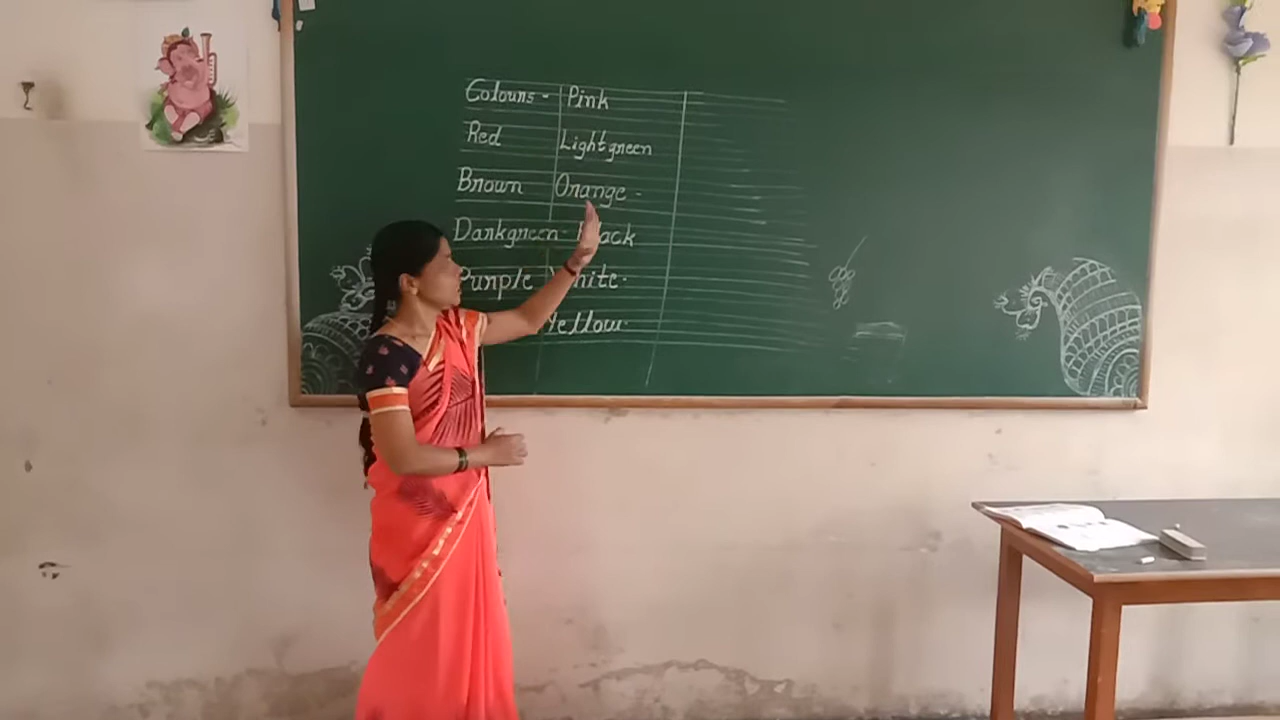 Colours - Pink
Red Lightgreen
Brown Orange -
Darkgreen - Black
Purple White.
Yellow.